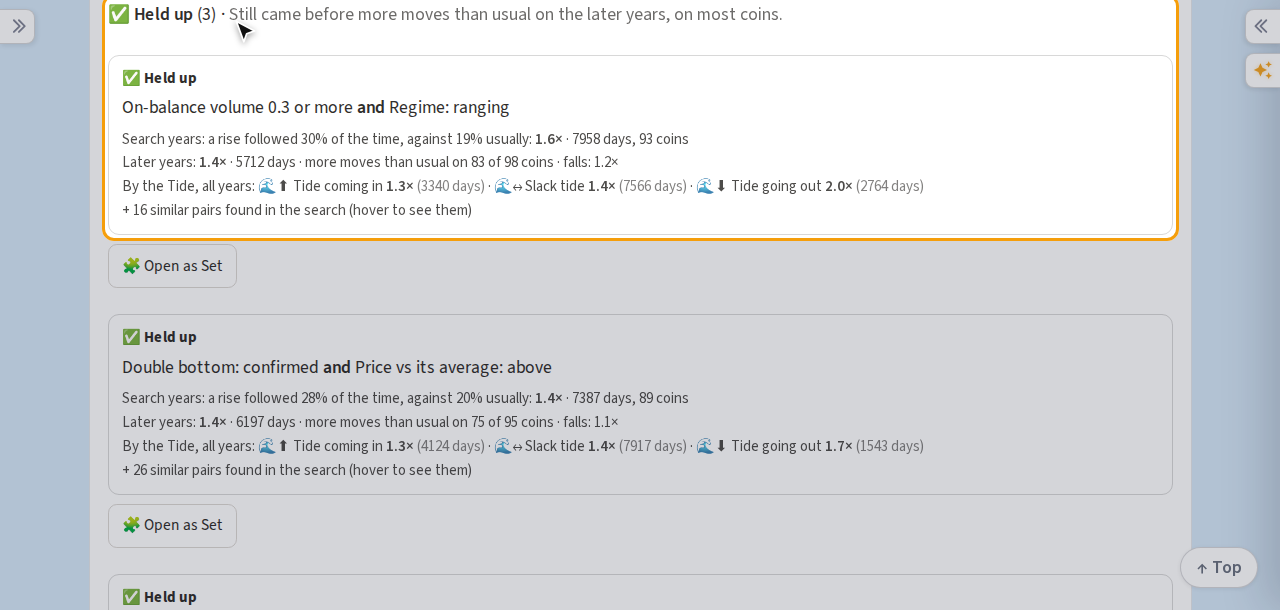 ✅ Held up (3) · Still came before more moves than usual on the later years, on most coins.
✅ Held up
On-balance volume 0.3 or more and Regime: ranging
Search years: a rise followed 30% of the time, against 19% usually: 1.6× · 7958 days, 93 coins
Later years: 1.4× · 5712 days · more moves than usual on 83 of 98 coins · falls: 1.2×
By the Tide, all years: 🌊⬆ Tide coming in 1.3× (3340 days) · 🌊↔Slack tide 1.4× (7566 days) · 🌊⬇ Tide going out 2.0× (2764 days)
+ 16 similar pairs found in the search (hover to see them)
🧩 Open as Set
✅ Held up
Double bottom: confirmed and Price vs its average: above
Search years: a rise followed 28% of the time, against 20% usually: 1.4× · 7387 days, 89 coins
Later years: 1.4× · 6197 days · more moves than usual on 75 of 95 coins · falls: 1.1×
By the Tide, all years: 🌊⬆ Tide coming in 1.3× (4124 days) · 🌊↔Slack tide 1.4× (7917 days) · 🌊⬇ Tide going out 1.7× (1543 days)
+ 26 similar pairs found in the search (hover to see them)
🧩 Open as Set
↑ Top
✅ Held up